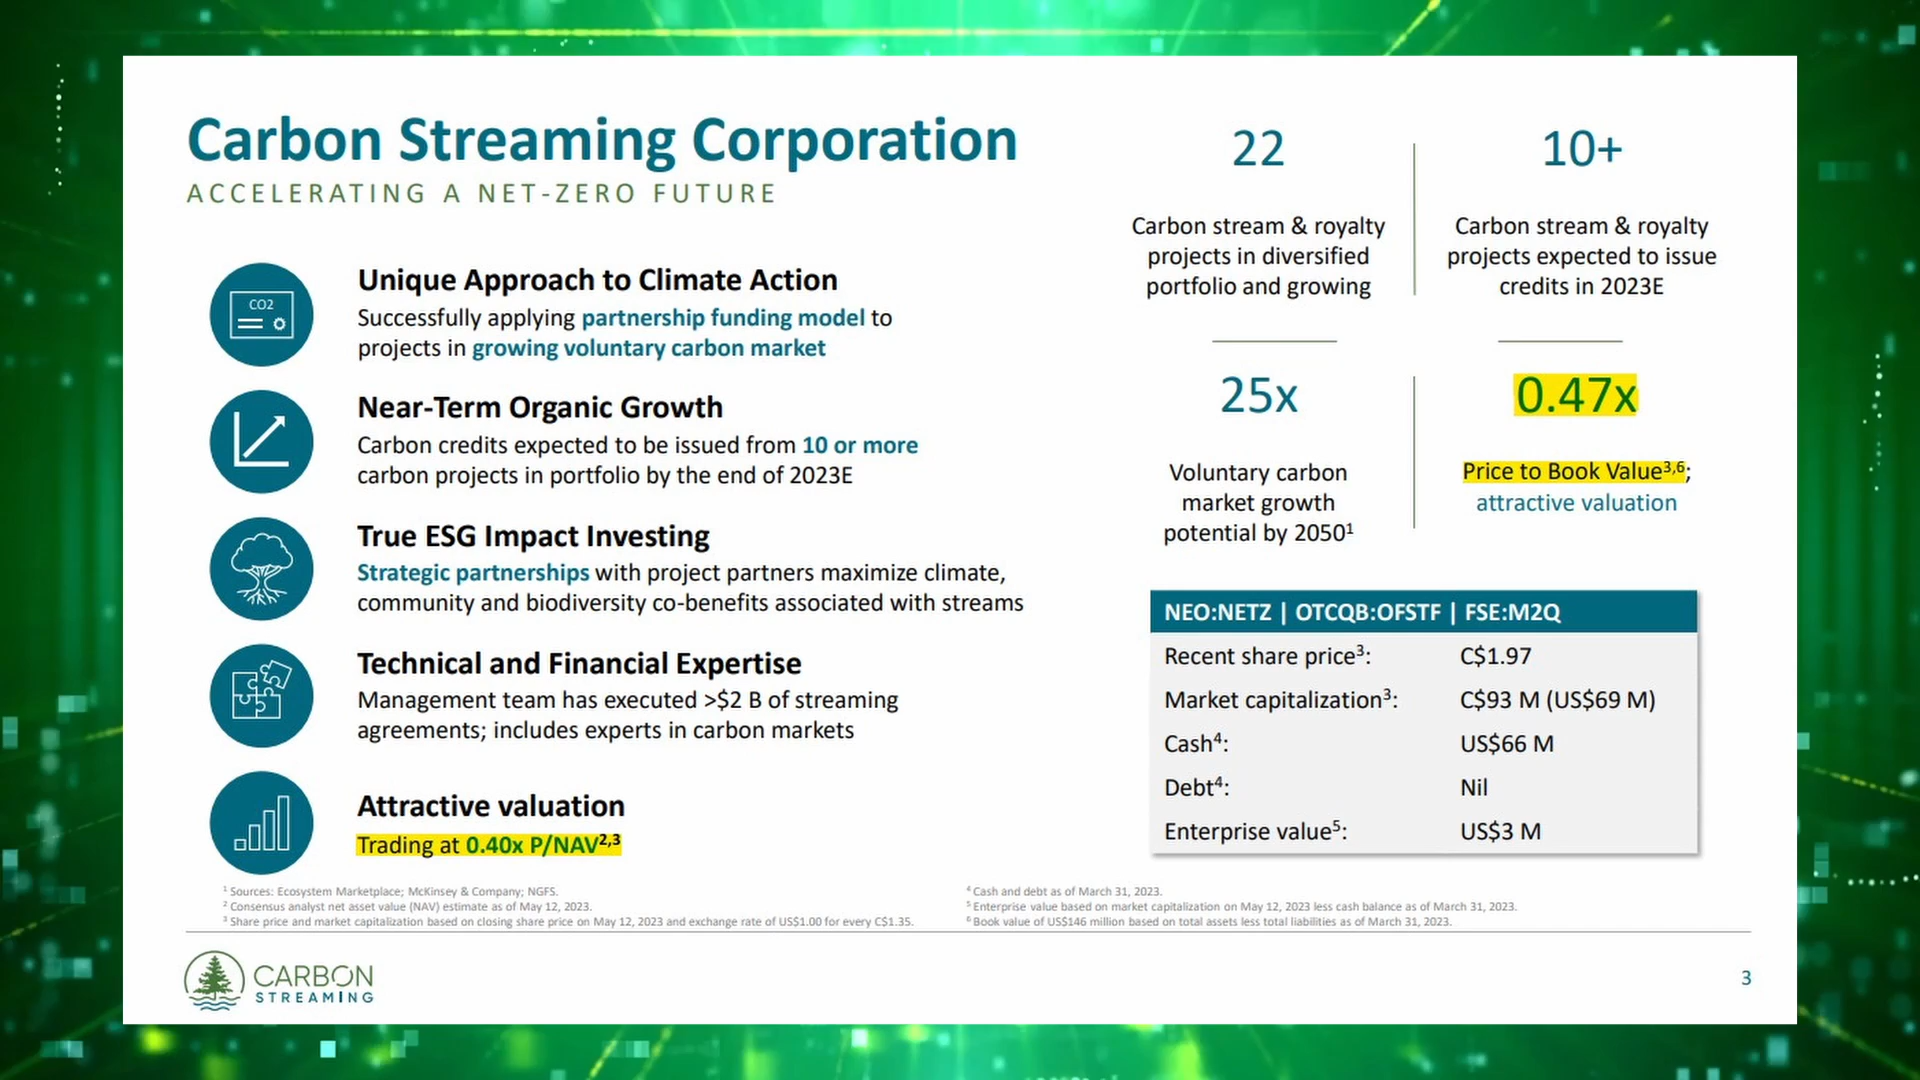 Carbon Streaming Corporation
ACCELERATING A NET-ZERO FUTURE
CO2
Unique Approach to Climate Action
Successfully applying partnership funding model to
projects in growing voluntary carbon market
Near-Term Organic Growth
Carbon credits expected to be issued from 10 or more
carbon projects in portfolio by the end of 2023E
True ESG Impact Investing
Strategic partnerships with project partners maximize climate,
community and biodiversity co-benefits associated with streams
Technical and Financial Expertise
Management team has executed >$2 B of streaming
agreements; includes experts in carbon markets
Attractive valuation
Trading at 0.40x P/NAV2,3
22
Carbon stream & royalty
projects in diversified
portfolio and growing
10+
Carbon stream & royalty
projects expected to issue
credits in 2023E
25x
Voluntary carbon
market growth
potential by 2050¹
0.47x
Price to Book Value3,6;
attractive valuation
NEO:NETZ | OTCQB:OFSTF | FSE:M2Q
Recent share price³: C$1.97
Market capitalization³: C$93 M (US$69 M)
Cash⁴: US$66 M
Debt⁴: Nil
Enterprise value⁵: US$3 M
¹ Sources: Ecosystem Marketplace; McKinsey & Company; NGFS.
² Consensus analyst net asset value (NAV) estimate as of May 12, 2023.
³ Share price and market capitalization based on closing share price on May 12, 2023 and exchange rate of US$1.00 for every C$1.35.
⁴ Cash and debt as of March 31, 2023.
⁵ Enterprise value based on market capitalization on May 12, 2023 less cash balance as of March 31, 2023.
⁶ Book value of US$146 million based on total assets less total liabilities as of March 31, 2023.
CARBON
STREAMING
3